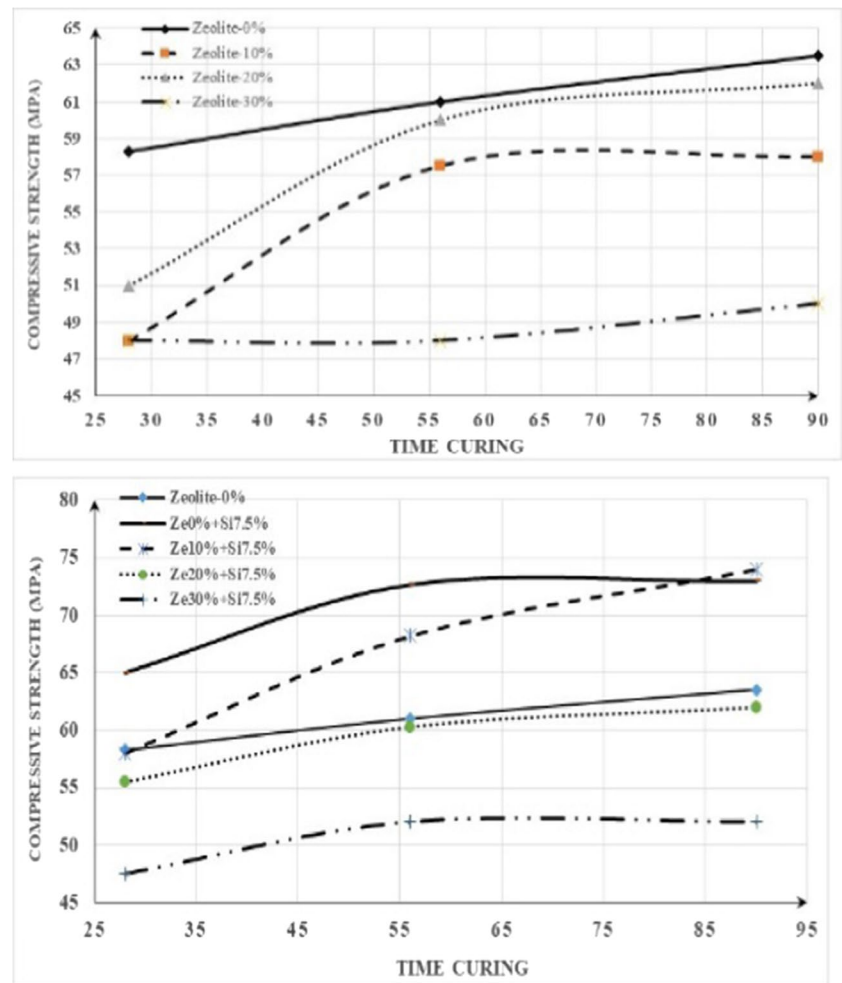 65
63
61
59
57
55
53
51
49
47
45
COMPRESSIVE STRENGTH (MPA)
Zeolite-0%
Zeolite-10%
Zeolite-20%
Zeolite-30%
25 30 35 40 45 50 55 60 65 70 75 80 85 90
TIME CURING
80
75
70
65
60
55
50
45
COMPRESSIVE STRENGTH (MPA)
Zeolite-0%
Ze0%+Si7.5%
Ze10%+Si7.5%
Ze20%+Si7.5%
Ze30%+Si7.5%
25 35 45 55 65 75 85 95
TIME CURING